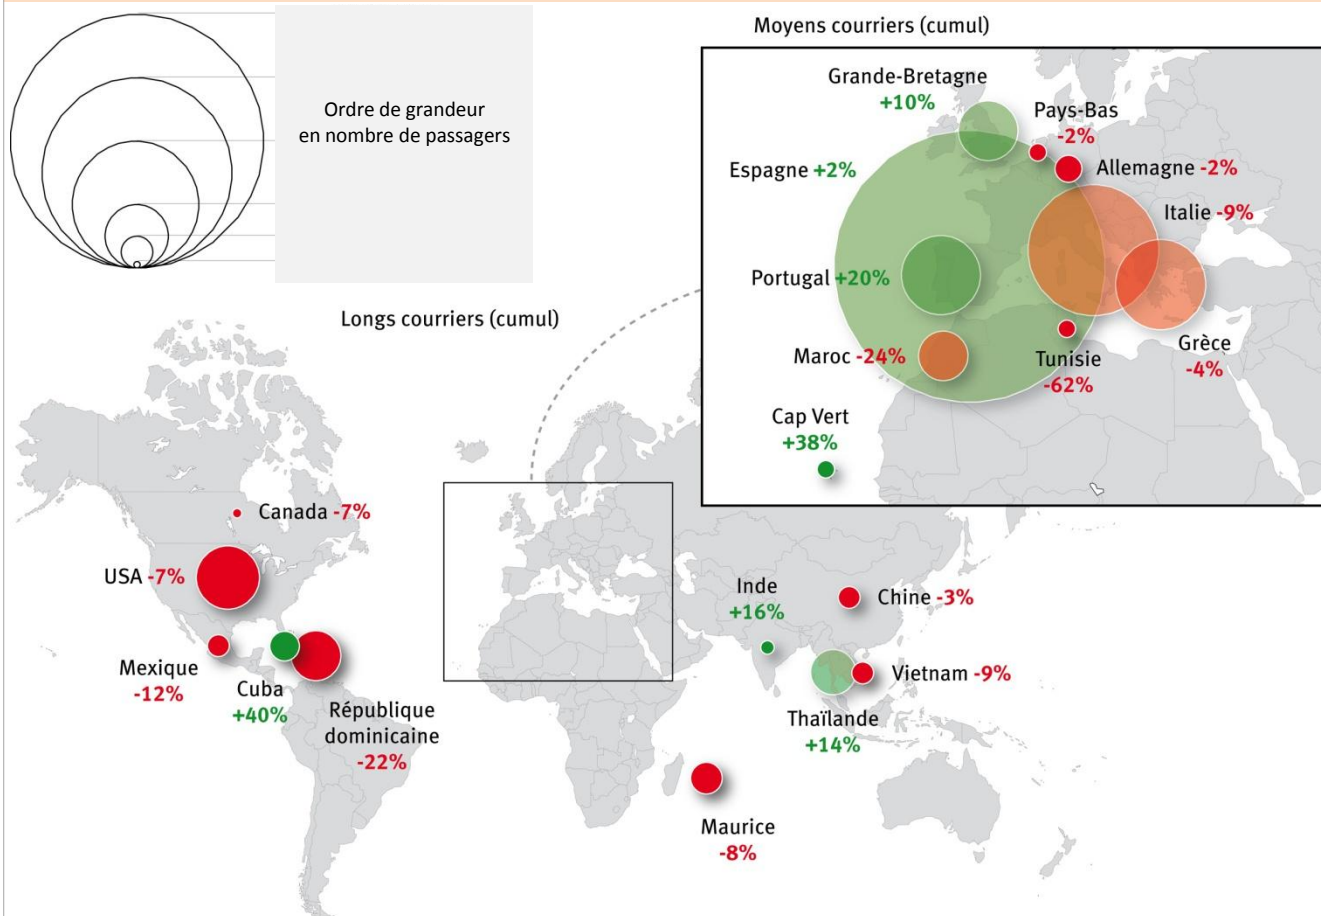 Moyens courriers (cumul)
Ordre de grandeur
en nombre de passagers
Grande-Bretagne
+10%
Pays-Bas
-2%
Espagne +2%
Allemagne -2%
Italie -9%
Portugal +20%
Maroc -24%
Tunisie
-62%
Grèce
-4%
Cap Vert
+38%
Longs courriers (cumul)
Canada -7%
USA -7%
Mexique
-12%
Cuba
+40%
République
dominicaine
-22%
Inde
+16%
Chine -3%
Vietnam -9%
Thaïlande
+14%
Maurice
-8%